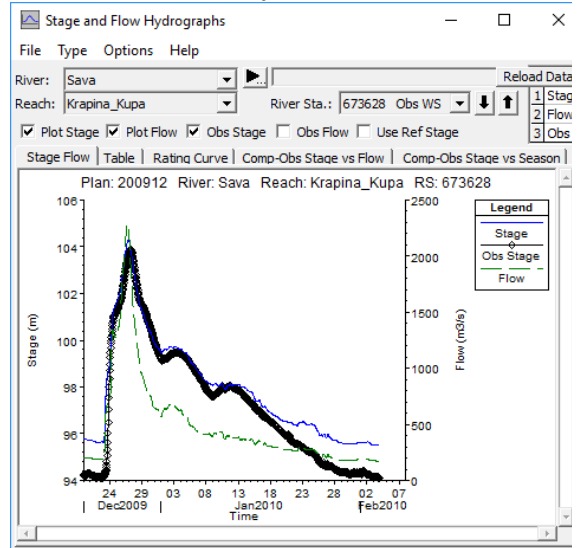 Stage and Flow Hydrographs
File Type Options Help
River: Sava Reload Data
Reach: Krapina_Kupa River Sta.: 673628 Obs WS 1 Stag
Plot Stage Plot Flow Obs Stage Obs Flow Use Ref Stage 2 Flow
3 Obs
Stage Flow Table Rating Curve Comp-Obs Stage vs Flow Comp-Obs Stage vs Season
Plan: 200912 River: Sava Reach: Krapina_Kupa RS: 673628
106
104
102
100
98
96
94
Stage (m)
2500
2000
1500
1000
500
0
Flow (m3/s)
Legend
Stage
Obs Stage
Flow
24 29 03 08 13 18 23 28 02 07
Dec2009 Jan2010 Feb2010
Time